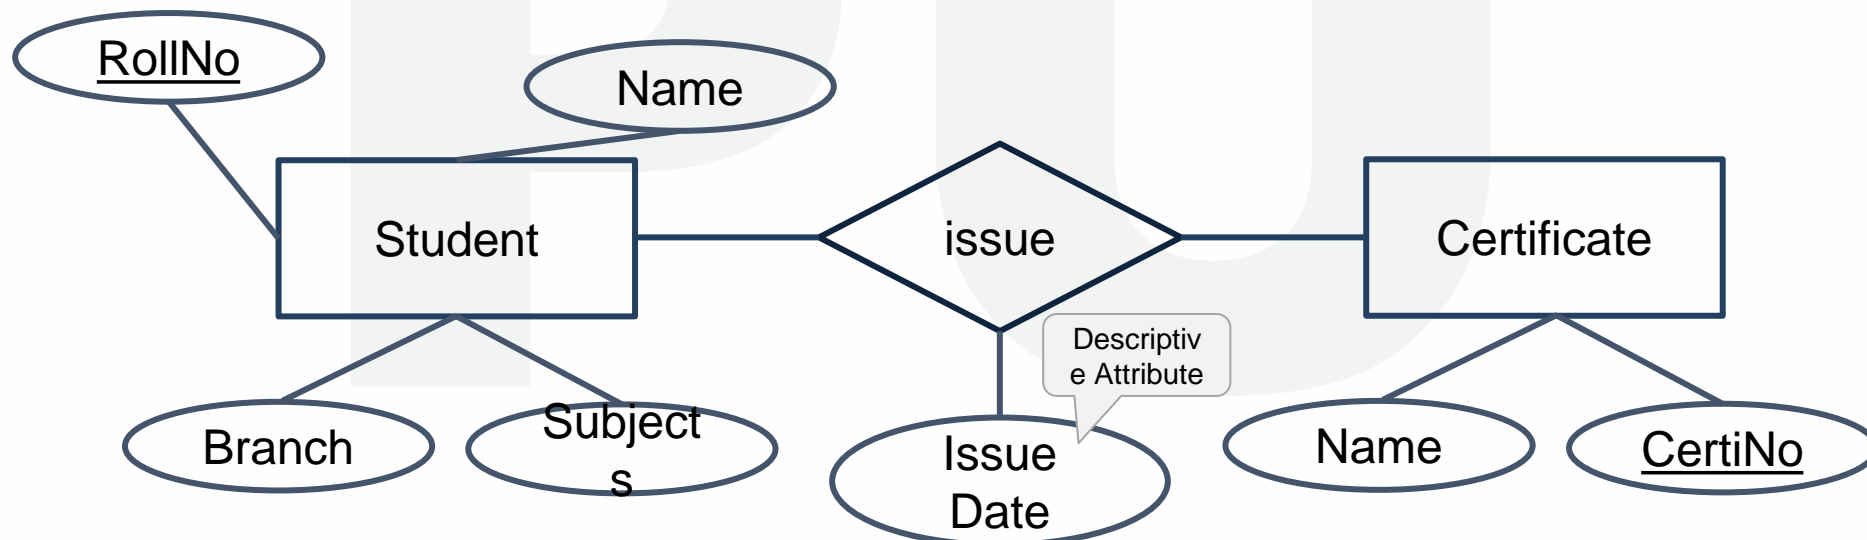 RollNo
Name
Student
issue
Certificate
Descriptiv
e Attribute
Branch
Subject
s
Issue
Date
Name
CertiNo